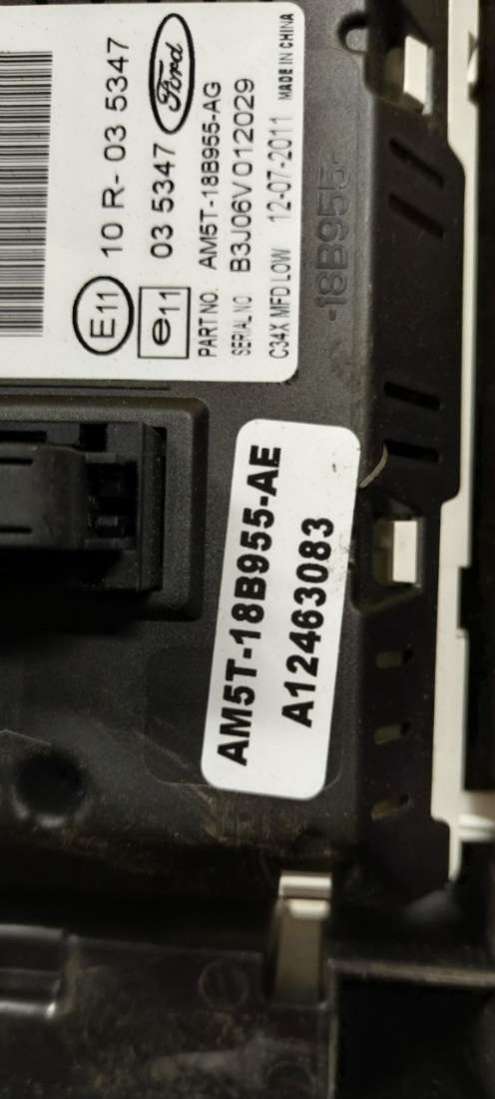 10 R- 03 5347
E11
03 5347
e11
Ford
PART NO. AM5T-18B955-AG
SERIAL NO B3J06V012029
C34X MFD LOW 12-07-2011 MADE IN CHINA
-18B955-
AM5T-18B955-AE
A12463083